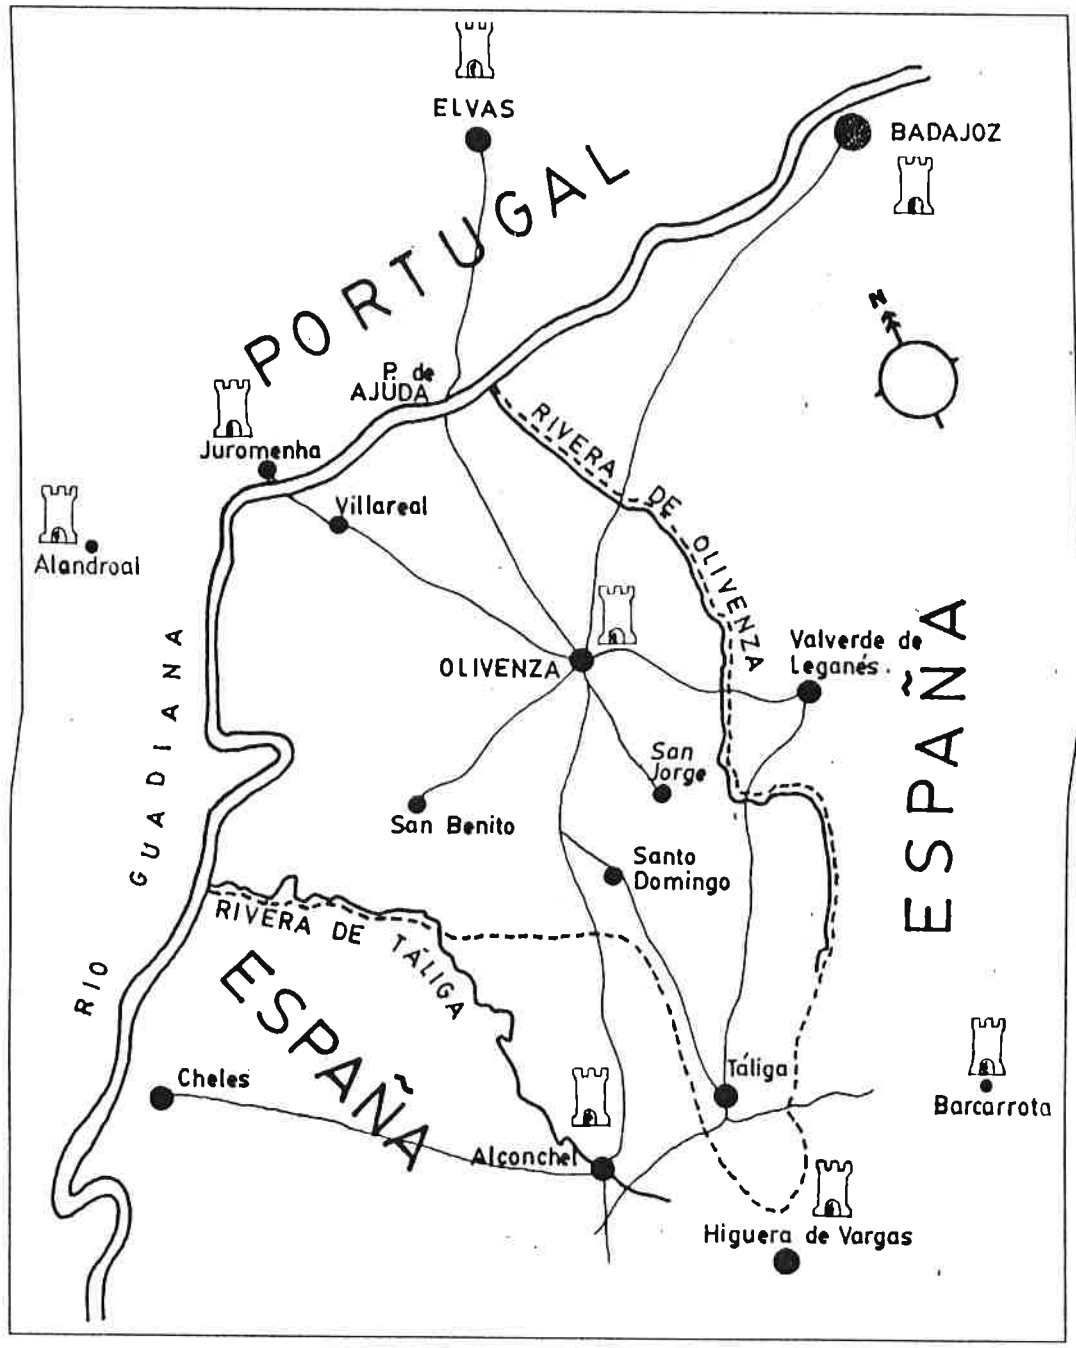 ELVAS
BADAJOZ
PORTUGAL
N
P. de
AJUDA
RIVERA DE OLIVENZA
Juromenha
Villareal
Alandroal
OLIVENZA
Valverde de
Leganés
ESPAÑA
San
Jorge
San Benito
Santo
Domingo
RIO GUADIANA
RIVERA DE TÁLIGA
ESPAÑA
Cheles
Táliga
Barcarrota
Alconchel
Higuera de Vargas